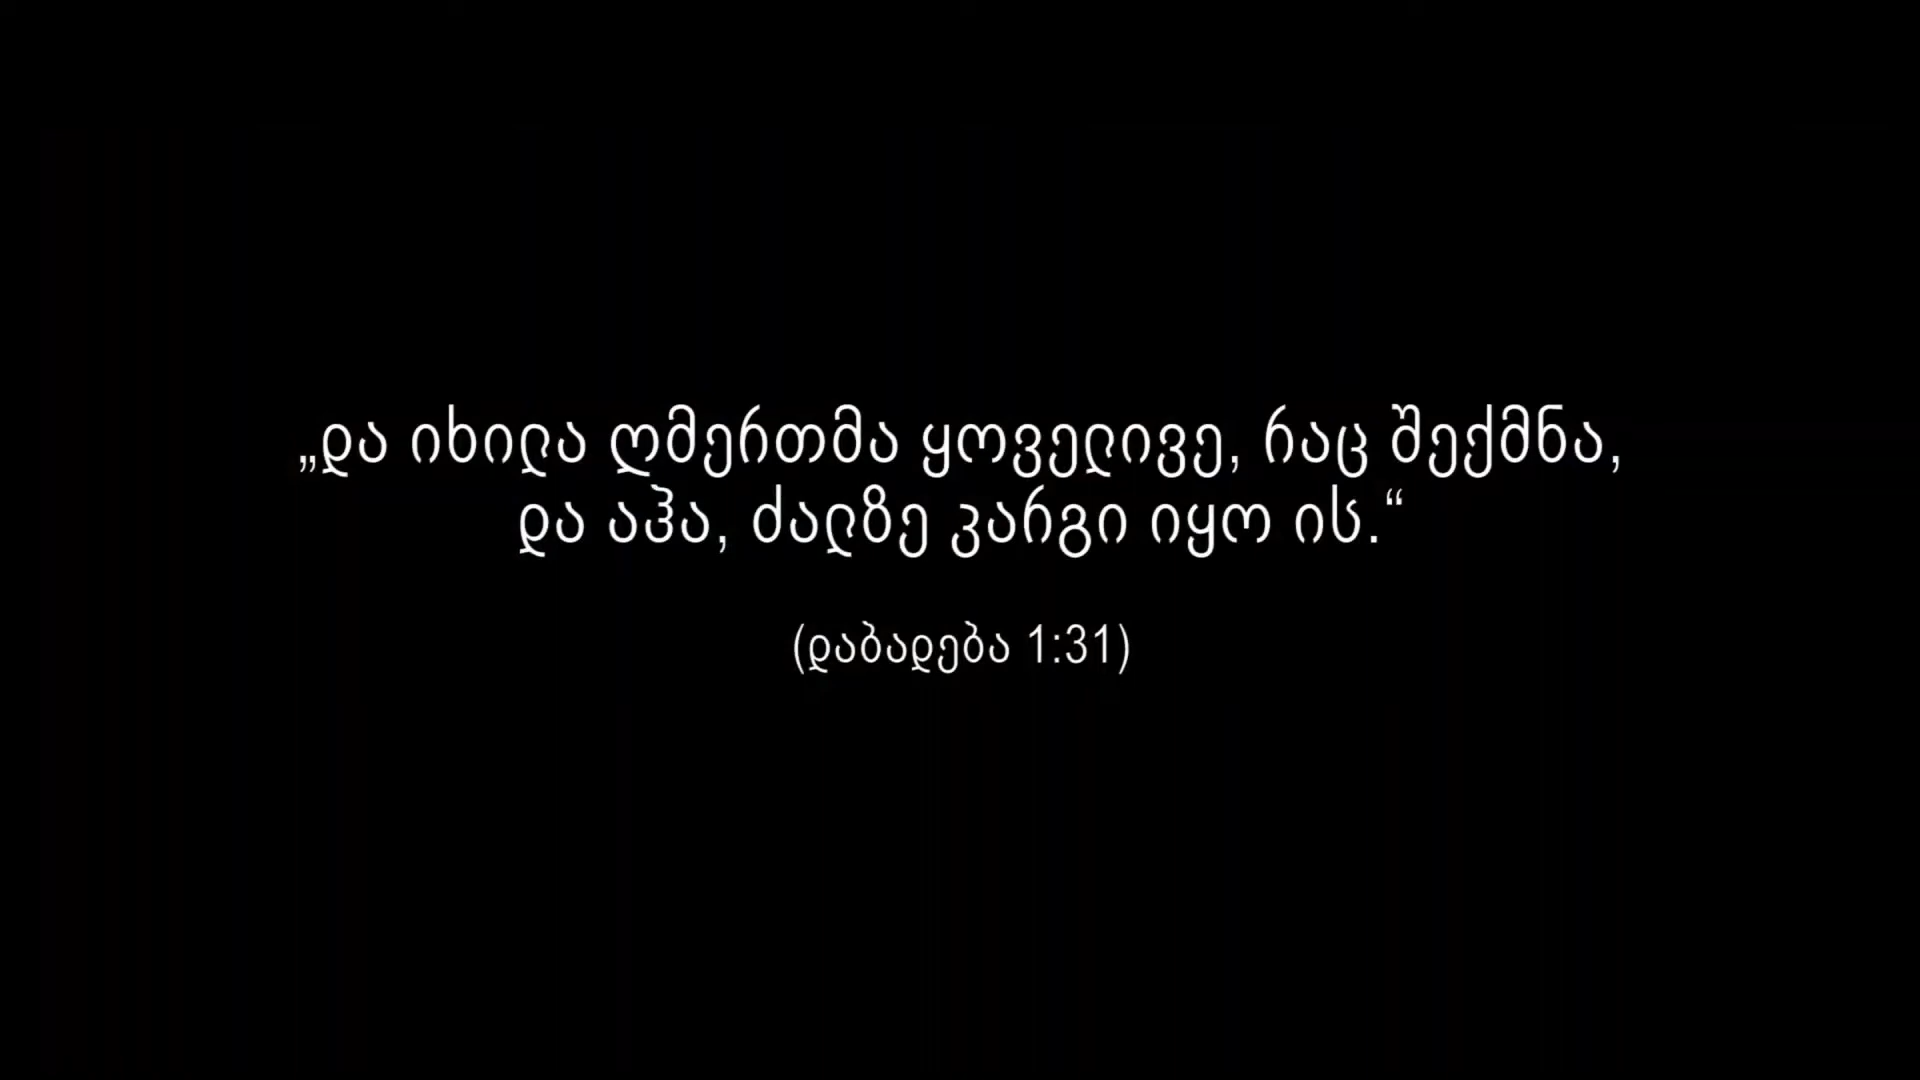 „და იხილა ღმერთმა ყოველივე, რაც შექმნა,
და აჰა, ძალზე კარგი იყო ის.“
(დაბადება 1:31)